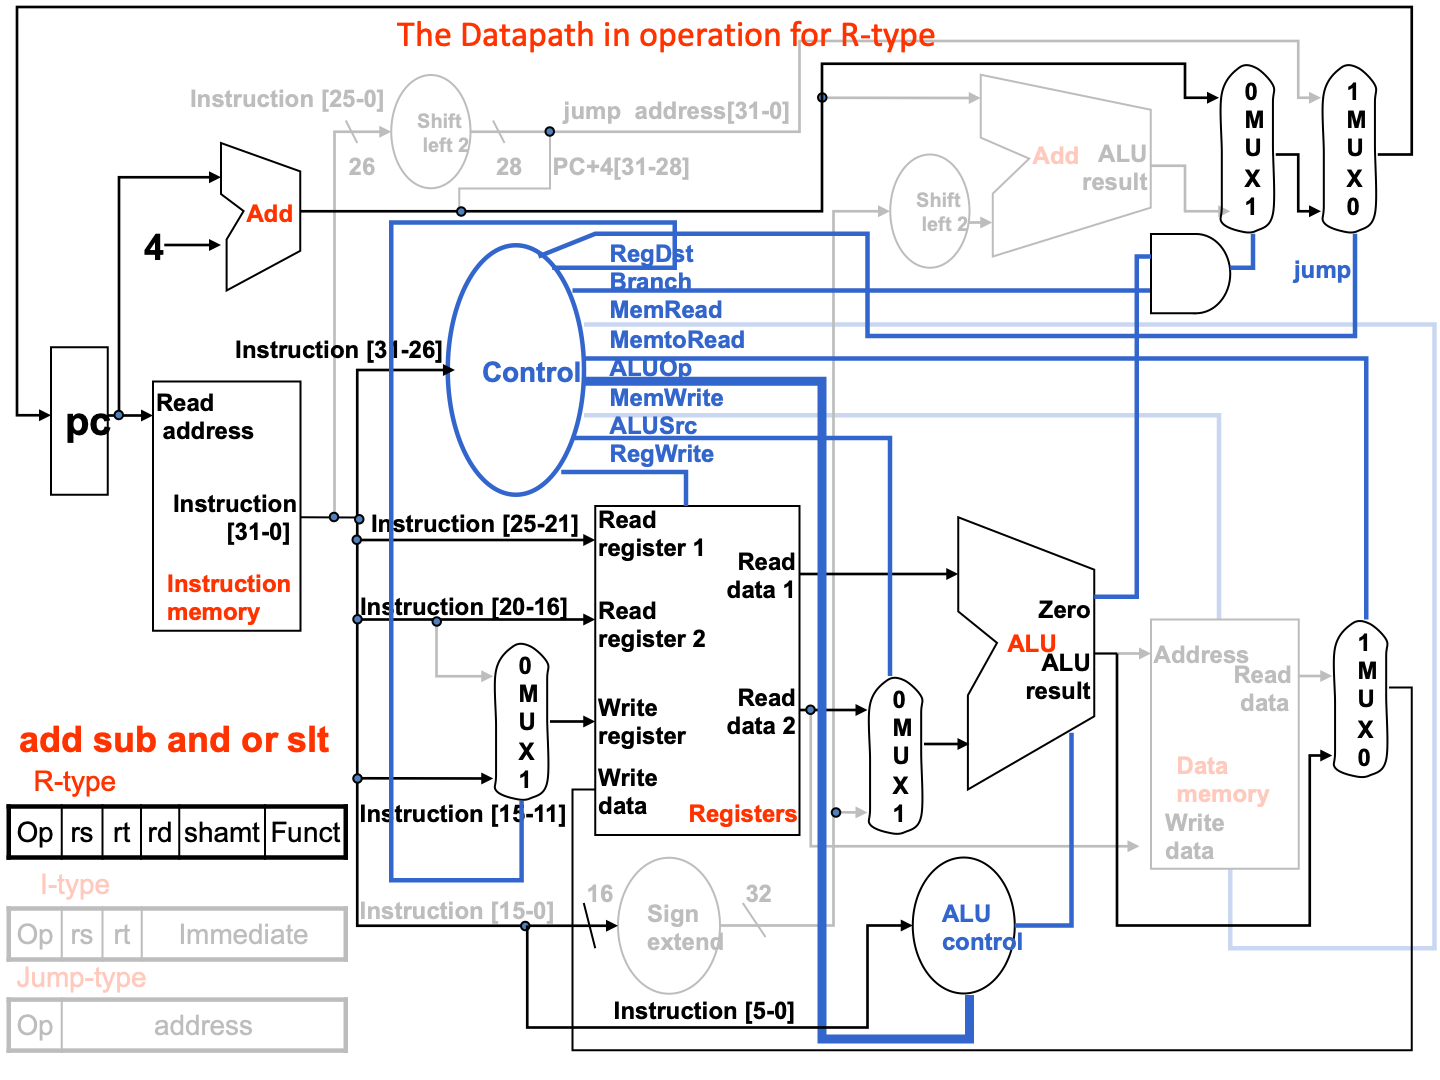 The Datapath in operation for R-type
Instruction [25-0]
Shift
left 2
jump address[31-0]
26
28
PC+4[31-28]
Add
4
Add
ALU
result
Shift
left 2
0
M
U
X
1
1
M
U
X
0
jump
RegDst
Branch
MemRead
MemtoRead
ALUOp
MemWrite
ALUSrc
RegWrite
Control
Instruction [31-26]
pc
Read
address
Instruction
[31-0]
Instruction
memory
Instruction [25-21]
Instruction [20-16]
Instruction [15-11]
0
M
U
X
1
Read
register 1
Read
register 2
Write
register
Write
data
Read
data 1
Read
data 2
Registers
0
M
U
X
1
Zero
ALU
ALU
result
Address
Read
data
Data
memory
Write
data
1
M
U
X
0
add sub and or slt
R-type
Op rs rt rd shamt Funct
I-type
Op rs rt Immediate
Jump-type
Op address
Instruction [15-0]
16
Sign
extend
32
ALU
control
Instruction [5-0]